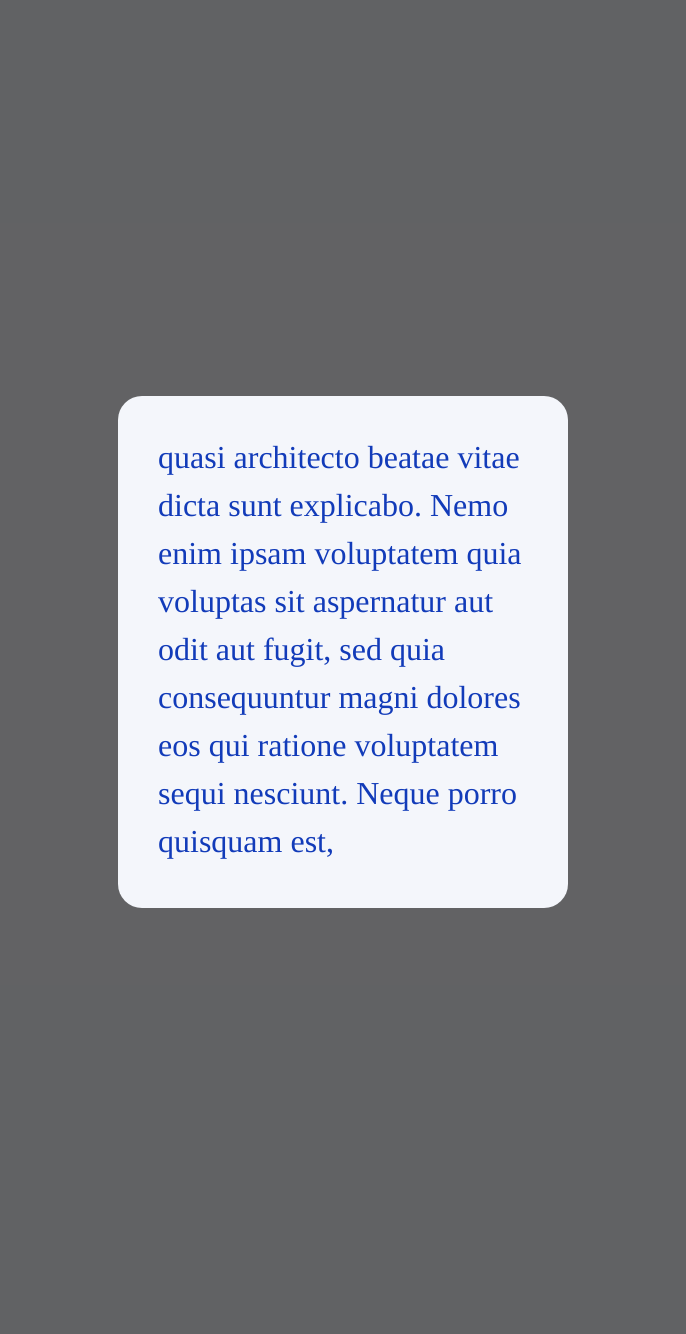 quasi architecto beatae vitae
dicta sunt explicabo. Nemo
enim ipsam voluptatem quia
voluptas sit aspernatur aut
odit aut fugit, sed quia
consequuntur magni dolores
eos qui ratione voluptatem
sequi nesciunt. Neque porro
quisquam est,